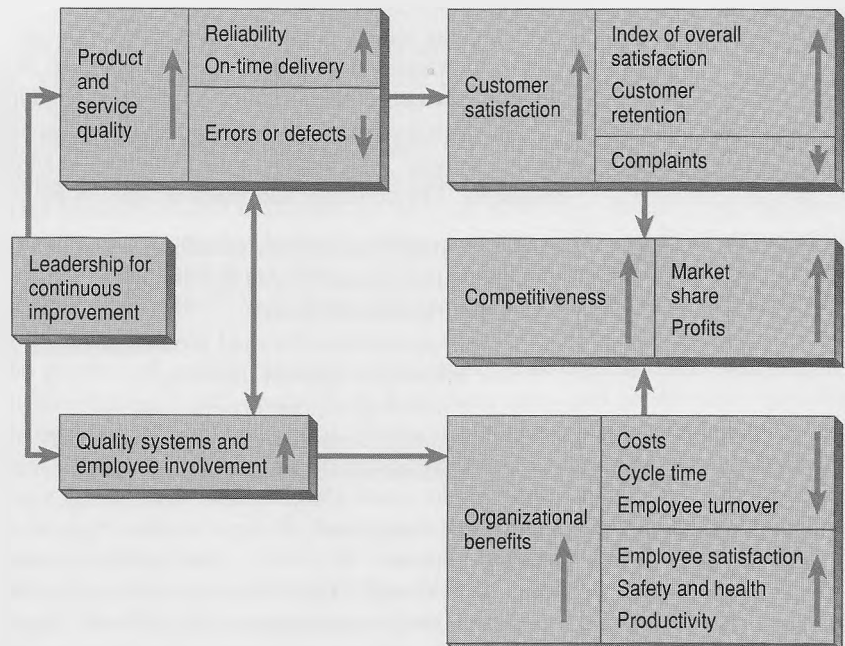 Product
and
service
quality
Reliability
On-time delivery
Errors or defects
Customer
satisfaction
Index of overall
satisfaction
Customer
retention
Complaints
Leadership for
continuous
improvement
Competitiveness
Market
share
Profits
Quality systems and
employee involvement
Organizational
benefits
Costs
Cycle time
Employee turnover
Employee satisfaction
Safety and health
Productivity